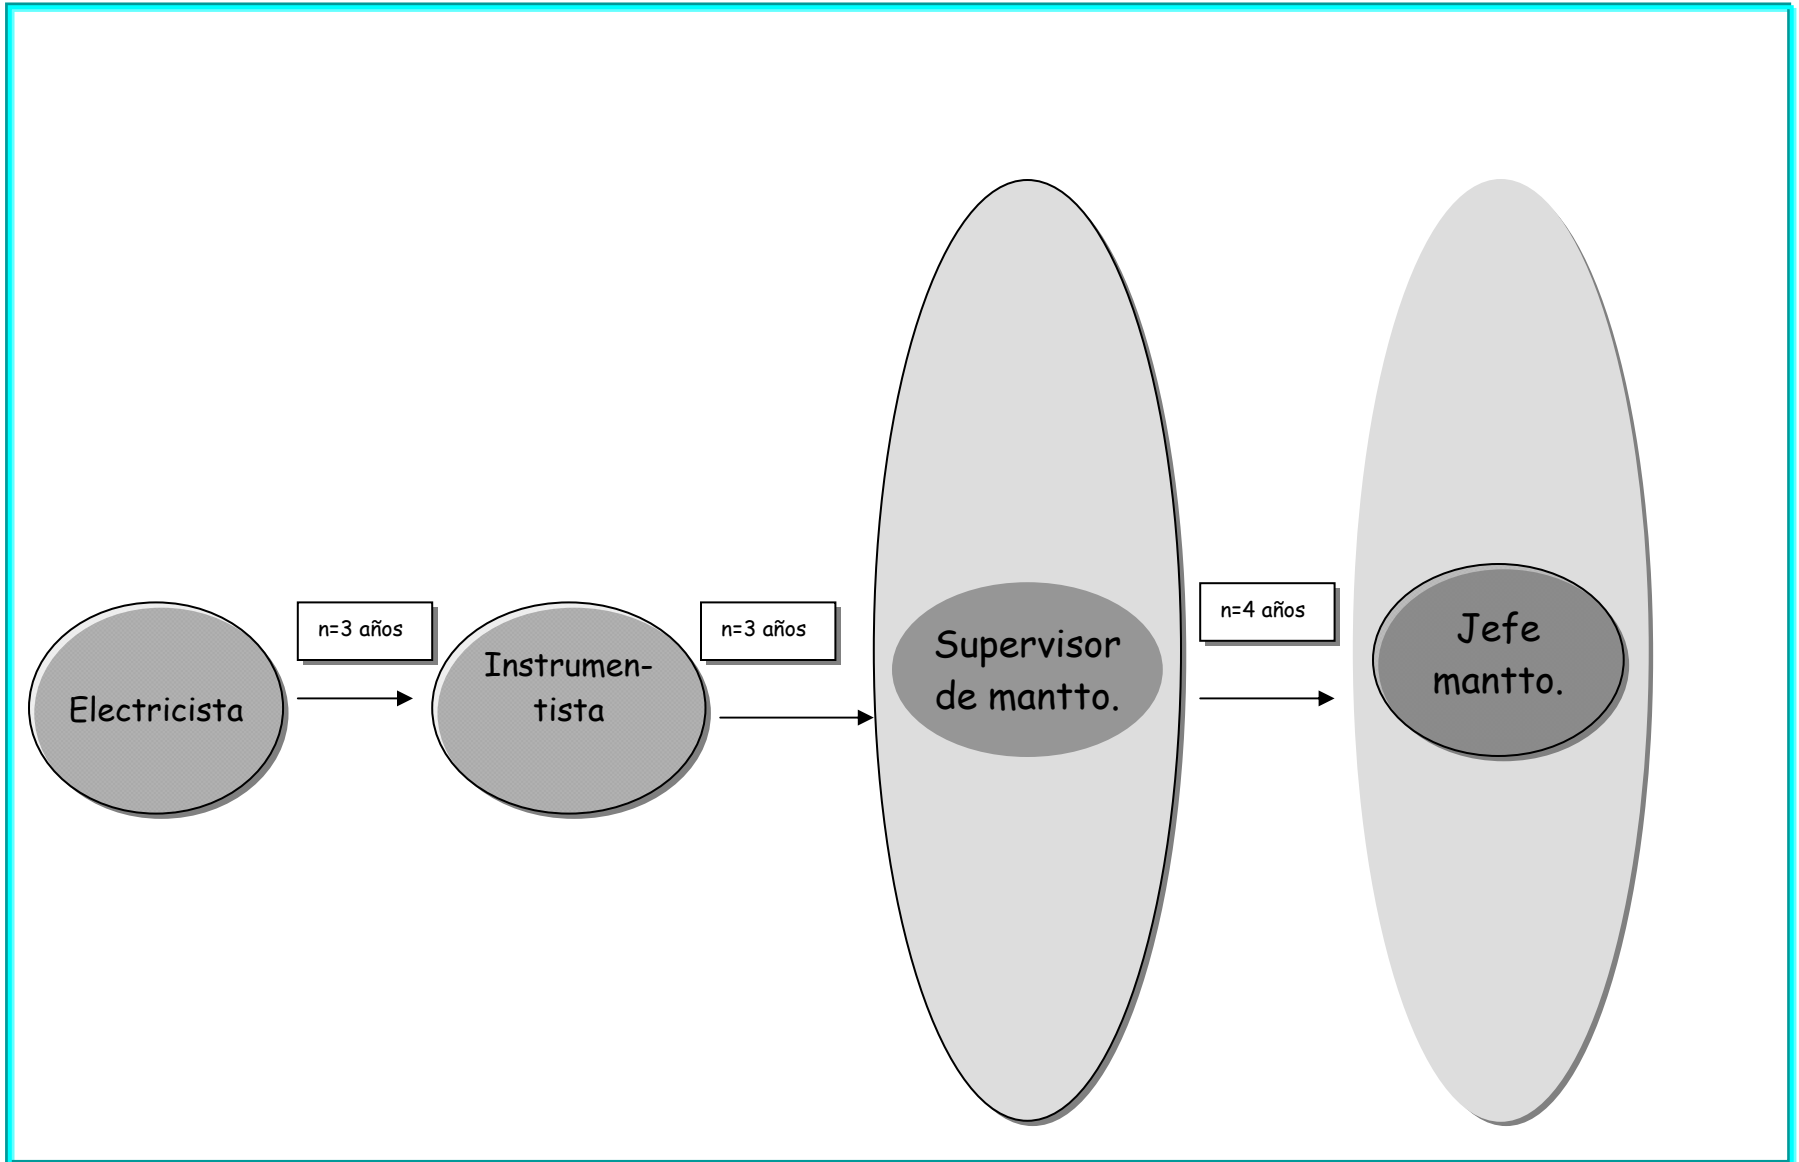 Electricista
n=3 años
Instrumen-
tista
n=3 años
Supervisor
de mantto.
n=4 años
Jefe
mantto.